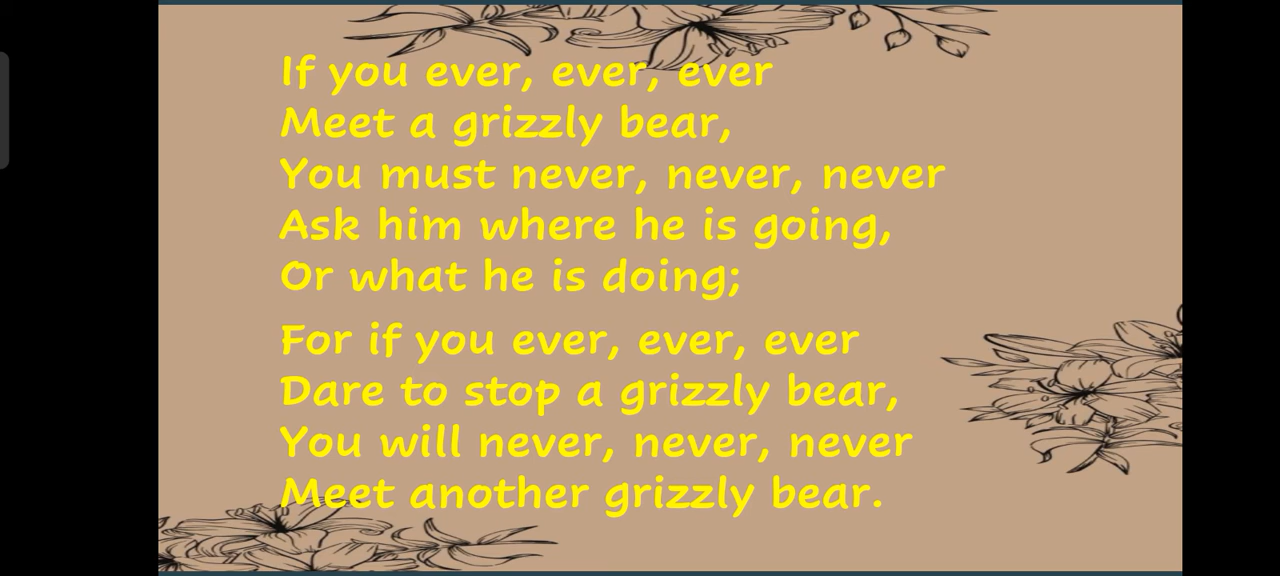 If you ever, ever, ever
Meet a grizzly bear,
You must never, never, never
Ask him where he is going,
Or what he is doing;
For if you ever, ever, ever
Dare to stop a grizzly bear,
You will never, never, never
Meet another grizzly bear.